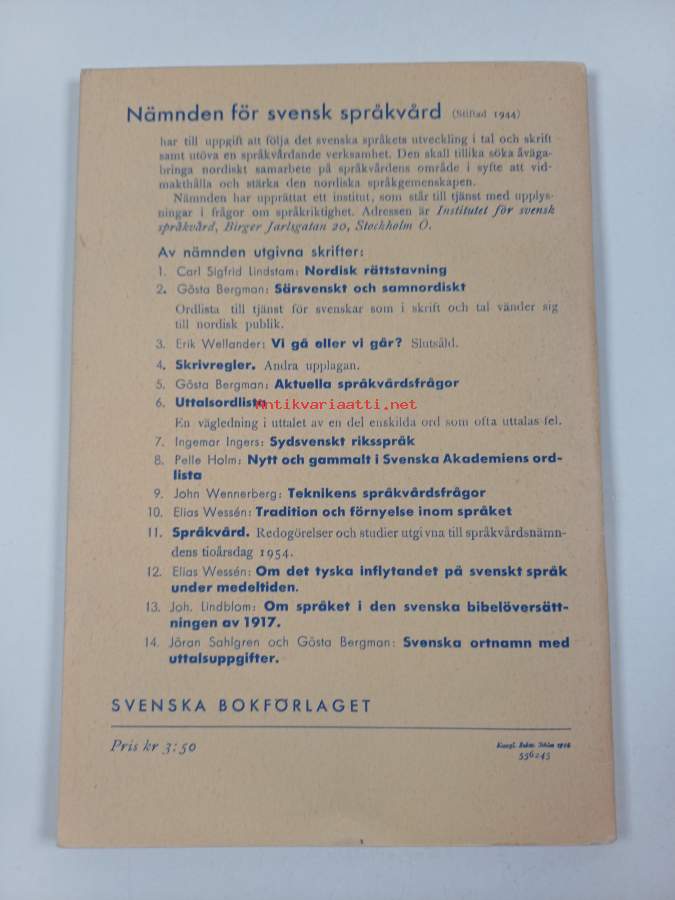 Nämnden för svensk språkvård (Stiftad 1944)
har till uppgift att följa det svenska språkets utveckling i tal och skrift
samt utöva en språkvårdande verksamhet. Den skall tillika söka åväga-
bringa nordiskt samarbete på språkvårdens område i syfte att vid-
makthålla och stärka den nordiska språkgemenskapen.
Nämnden har upprättat ett institut, som står till tjänst med upplys-
ningar i frågor om språkriktighet. Adressen är Institutet för svensk
språkvård, Birger Jarlsgatan 20, Stockholm Ö.
Av nämnden utgivna skrifter:
1. Carl Sigfrid Lindstam: Nordisk rättstavning
2. Gösta Bergman: Särsvenskt och samnordiskt
Ordlista till tjänst för svenskar som i skrift och tal vänder sig
till nordisk publik.
3. Erik Wellander: Vi gå eller vi går? Slutsåld.
4. Skrivregler. Andra upplagan.
5. Gösta Bergman: Aktuella språkvårdsfrågor
6. Uttalsordlista
Antikvariaatti.net
En vägledning i uttalet av en del enskilda ord som ofta uttalas fel.
7. Ingemar Ingers: Sydsvenskt riksspråk
8. Pelle Holm: Nytt och gammalt i Svenska Akademiens ord-
lista
9. John Wennerberg: Teknikens språkvårdsfrågor
10. Elias Wessén: Tradition och förnyelse inom språket
11. Språkvård. Redogörelser och studier utgivna till språkvårdsnämn-
dens tioårsdag 1954.
12. Elias Wessén: Om det tyska inflytandet på svenskt språk
under medeltiden.
13. Joh. Lindblom: Om språket i den svenska bibelöversätt-
ningen av 1917.
14. Jöran Sahlgren och Gösta Bergman: Svenska ortnamn med
uttalsuppgifter.
SVENSKA BOKFÖRLAGET
Pris kr 3:50
Kungl. Boktr. Sthlm
556245